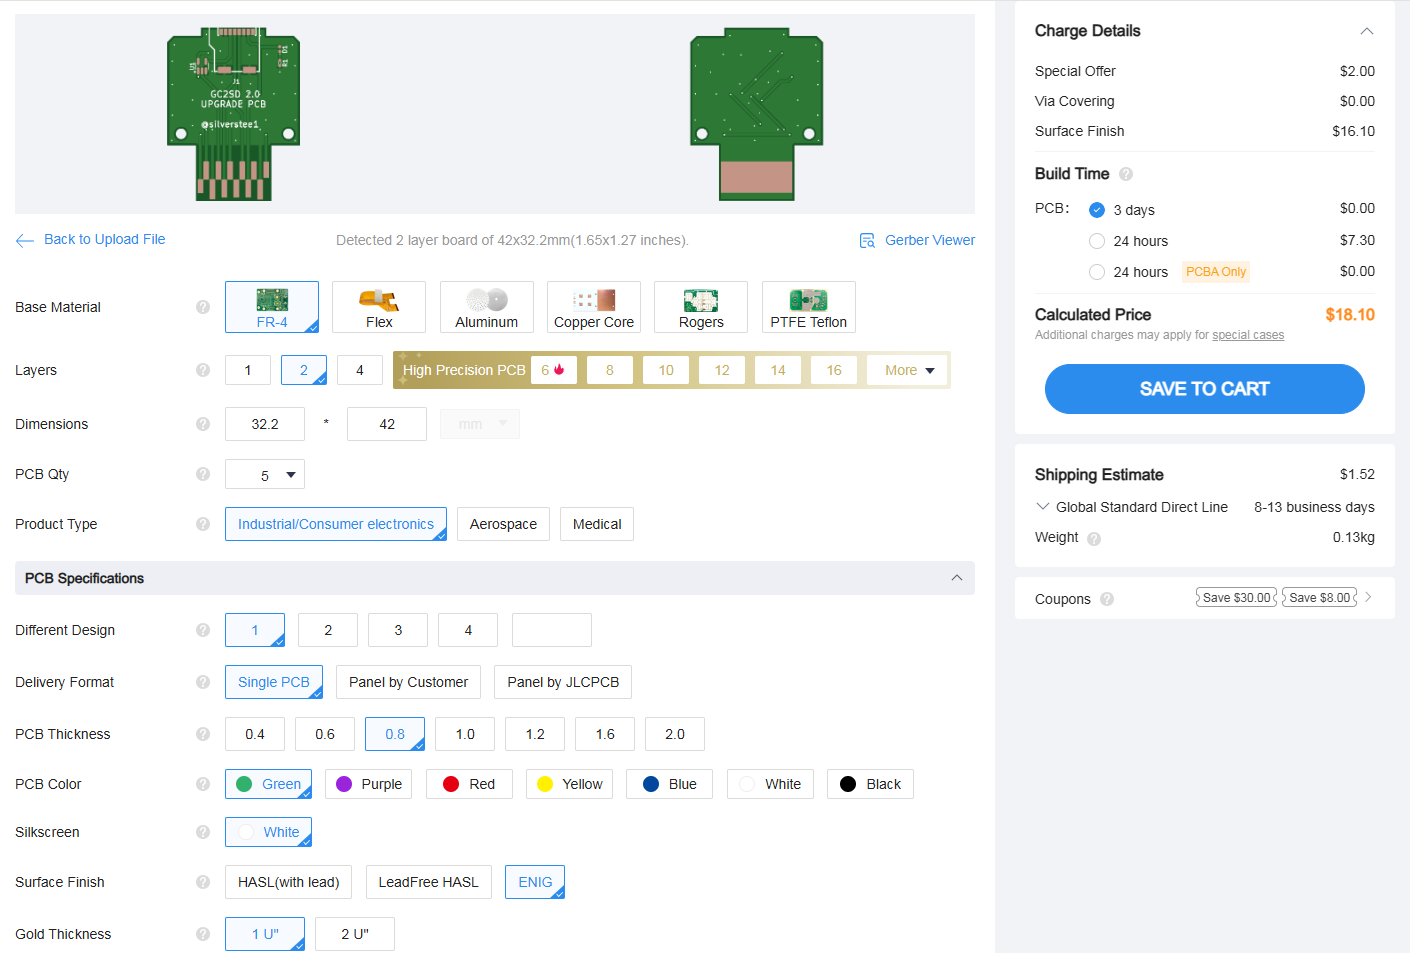 D1
R1
U1
J1
GC2SD 2.0
UPGRADE PCB
@silverstee1
Back to Upload File
Detected 2 layer board of 42x32.2mm(1.65x1.27 inches).
Gerber Viewer
Base Material ?
FR-4 Flex Aluminum Copper Core Rogers PTFE Teflon
Layers ? 1 2 4 High Precision PCB 6 8 10 12 14 16 More
Dimensions ? 32.2 * 42 mm
PCB Qty ? 5
Product Type ? Industrial/Consumer electronics Aerospace Medical
PCB Specifications
Different Design ? 1 2 3 4
Delivery Format ? Single PCB Panel by Customer Panel by JLCPCB
PCB Thickness ? 0.4 0.6 0.8 1.0 1.2 1.6 2.0
PCB Color ? Green Purple Red Yellow Blue White Black
Silkscreen ? White
Surface Finish ? HASL(with lead) LeadFree HASL ENIG
Gold Thickness ? 1 U" 2 U"
Charge Details
Special Offer $2.00
Via Covering $0.00
Surface Finish $16.10
Build Time ?
PCB: 3 days $0.00
24 hours $7.30
24 hours PCBA Only $0.00
Calculated Price $18.10
Additional charges may apply for special cases
SAVE TO CART
Shipping Estimate $1.52
Global Standard Direct Line 8-13 business days
Weight ? 0.13kg
Coupons ? Save $30.00 Save $8.00